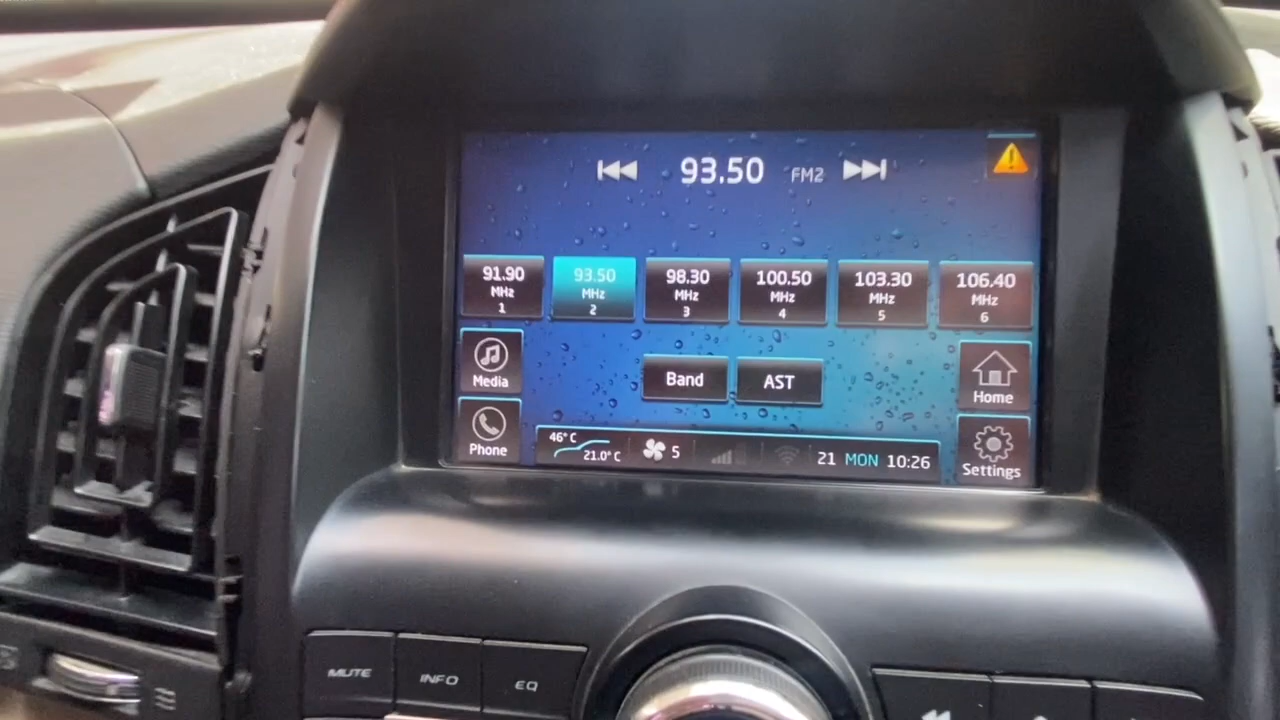 93.50 FM2
91.90 MHz 1
93.50 MHz 2
98.30 MHz 3
100.50 MHz 4
103.30 MHz 5
106.40 MHz 6
Media
Band
AST
Home
Phone
46°C
21.0°C
5
21 MON 10:26
Settings
MUTE
INFO
EQ